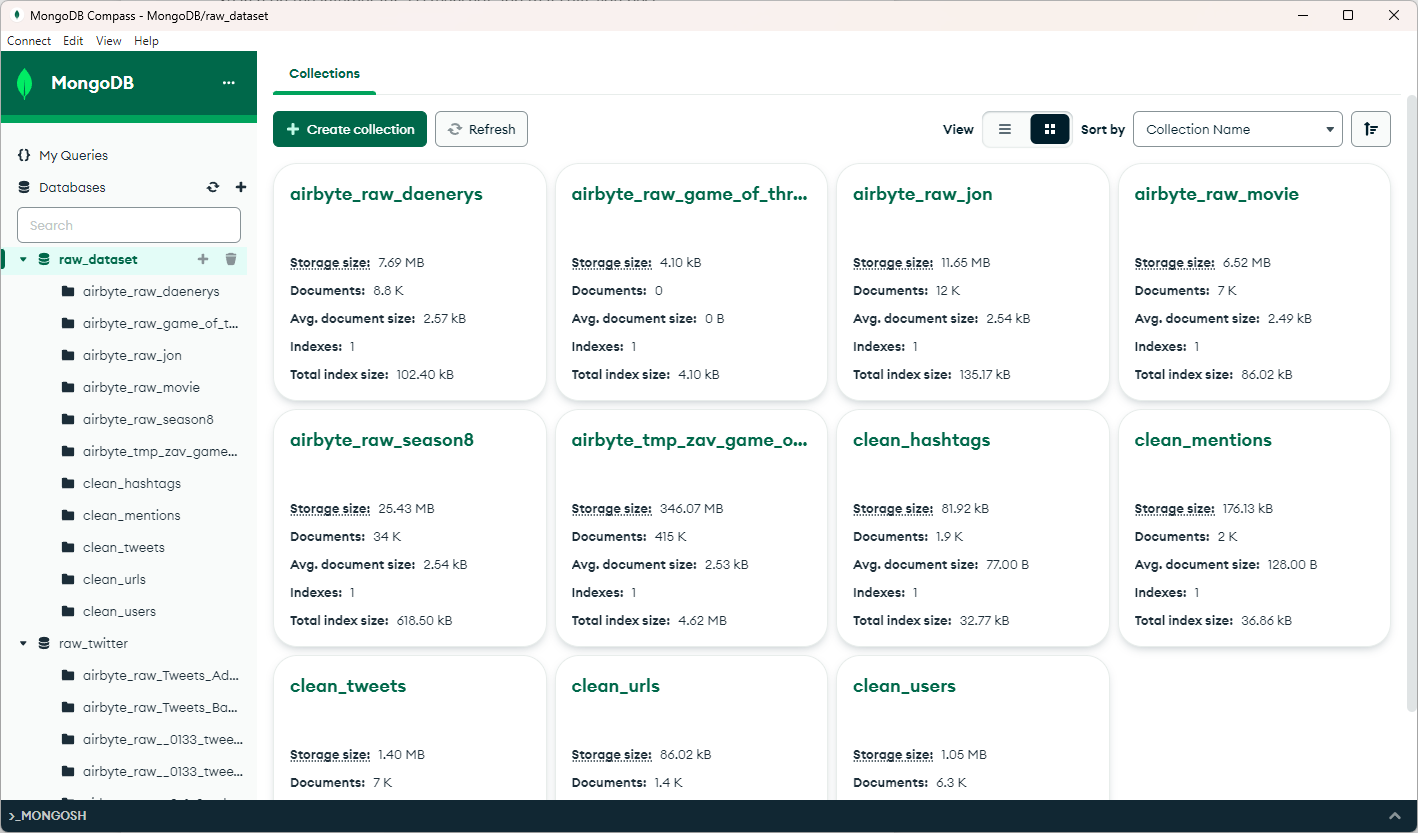 MongoDB Compass - MongoDB/raw_dataset
Connect Edit View Help
MongoDB
My Queries
Databases
Search
raw_dataset
airbyte_raw_daenerys
airbyte_raw_game_of_t...
airbyte_raw_jon
airbyte_raw_movie
airbyte_raw_season8
airbyte_tmp_zav_game...
clean_hashtags
clean_mentions
clean_tweets
clean_urls
clean_users
raw_twitter
airbyte_raw_Tweets_Ad...
airbyte_raw_Tweets_Ba...
airbyte_raw__0133_twee...
airbyte_raw__0133_twee...
Collections
Create collection Refresh
View Sort by Collection Name
airbyte_raw_daenerys
Storage size: 7.69 MB
Documents: 8.8 K
Avg. document size: 2.57 kB
Indexes: 1
Total index size: 102.40 kB
airbyte_raw_game_of_thr...
Storage size: 4.10 kB
Documents: 0
Avg. document size: 0 B
Indexes: 1
Total index size: 4.10 kB
airbyte_raw_jon
Storage size: 11.65 MB
Documents: 12 K
Avg. document size: 2.54 kB
Indexes: 1
Total index size: 135.17 kB
airbyte_raw_movie
Storage size: 6.52 MB
Documents: 7 K
Avg. document size: 2.49 kB
Indexes: 1
Total index size: 86.02 kB
airbyte_raw_season8
Storage size: 25.43 MB
Documents: 34 K
Avg. document size: 2.54 kB
Indexes: 1
Total index size: 618.50 kB
airbyte_tmp_zav_game_o...
Storage size: 346.07 MB
Documents: 415 K
Avg. document size: 2.53 kB
Indexes: 1
Total index size: 4.62 MB
clean_hashtags
Storage size: 81.92 kB
Documents: 1.9 K
Avg. document size: 77.00 B
Indexes: 1
Total index size: 32.77 kB
clean_mentions
Storage size: 176.13 kB
Documents: 2 K
Avg. document size: 128.00 B
Indexes: 1
Total index size: 36.86 kB
clean_tweets
Storage size: 1.40 MB
Documents: 7 K
clean_urls
Storage size: 86.02 kB
Documents: 1.4 K
clean_users
Storage size: 1.05 MB
Documents: 6.3 K
>_MONGOSH